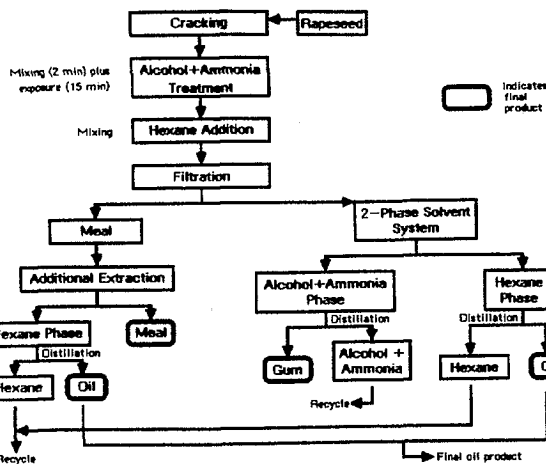 Cracking
Rapeseed
Mixing (2 min) plus
exposure (15 min)
Alcohol+Ammonia
Treatment
Indicates
final
product
Mixing
Hexane Addition
Filtration
Meal
2-Phase Solvent
System
Additional Extraction
Alcohol+Ammonia
Phase
Hexane
Phase
Distillation
Distillation
Hexane Phase
Meal
Distillation
Gum
Alcohol +
Ammonia
Hexane
Hexane
Oil
Recycle
Recycle
Final oil product